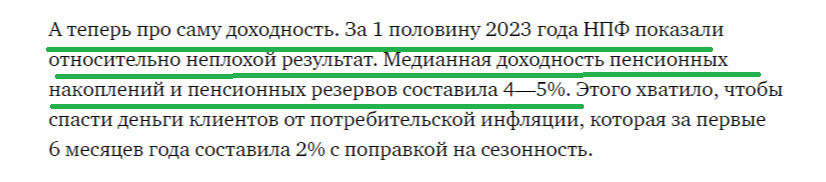 А теперь про саму доходность. За 1 половину 2023 года НПФ показали
относительно неплохой результат. Медианная доходность пенсионных
накоплений и пенсионных резервов составила 4—5%. Этого хватило, чтобы
спасти деньги клиентов от потребительской инфляции, которая за первые
6 месяцев года составила 2% с поправкой на сезонность.